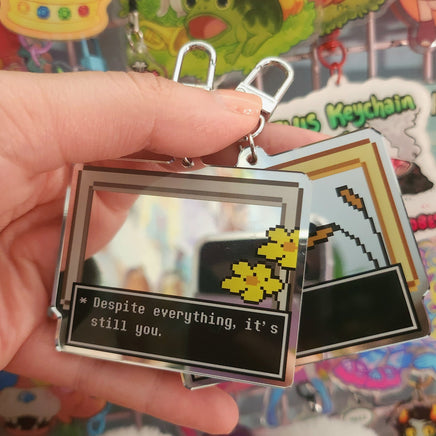 Keychain
* Despite everything, it's
still you.